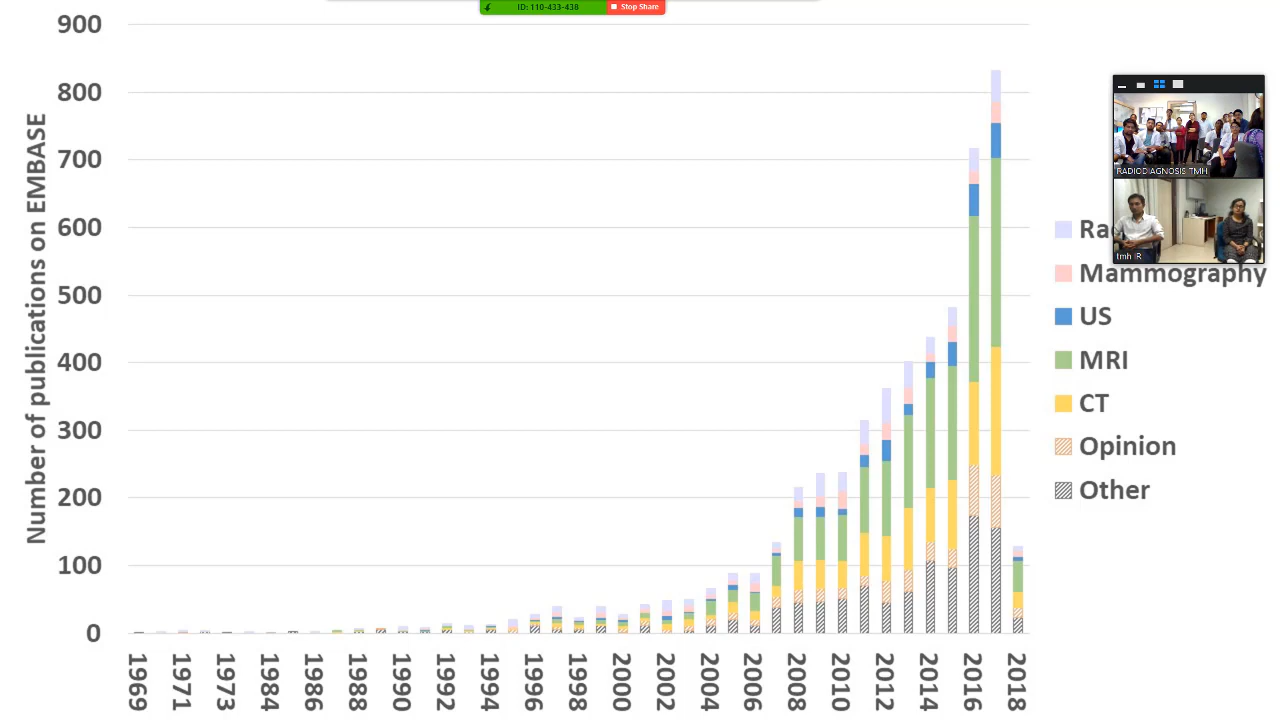 ID: 110-433-438
Stop Share
Number of publications on EMBASE
900
800
700
600
500
400
300
200
100
0
1969
1971
1973
1984
1986
1988
1990
1992
1994
1996
1998
2000
2002
2004
2006
2008
2010
2012
2014
2016
2018
RADIODIAGNOSIS TMH
tmh IR
Mammography
US
MRI
CT
Opinion
Other